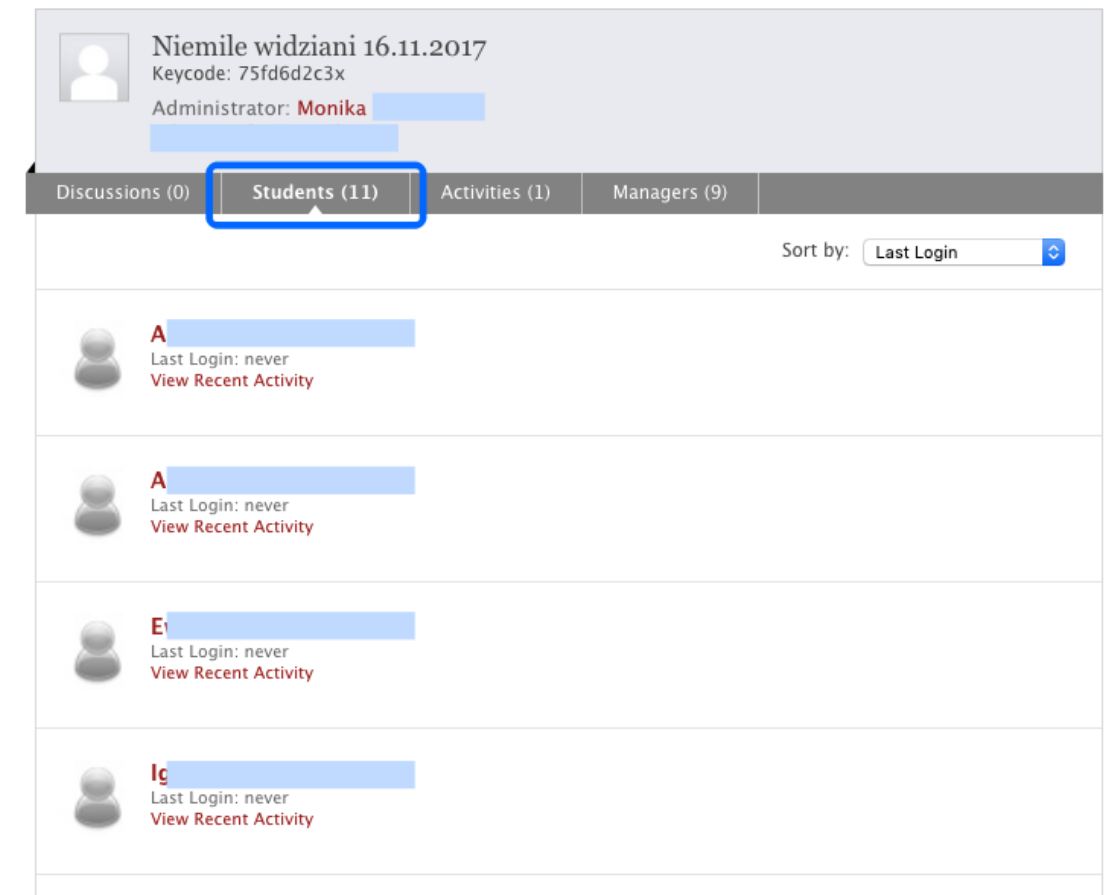 Niemile widziani 16.11.2017
Keycode: 75fd6d2c3x
Administrator: Monika
Discussions (0) Students (11) Activities (1) Managers (9)
Sort by: Last Login
A
Last Login: never
View Recent Activity
A
Last Login: never
View Recent Activity
Last Login: never
View Recent Activity
Ig
Last Login: never
View Recent Activity